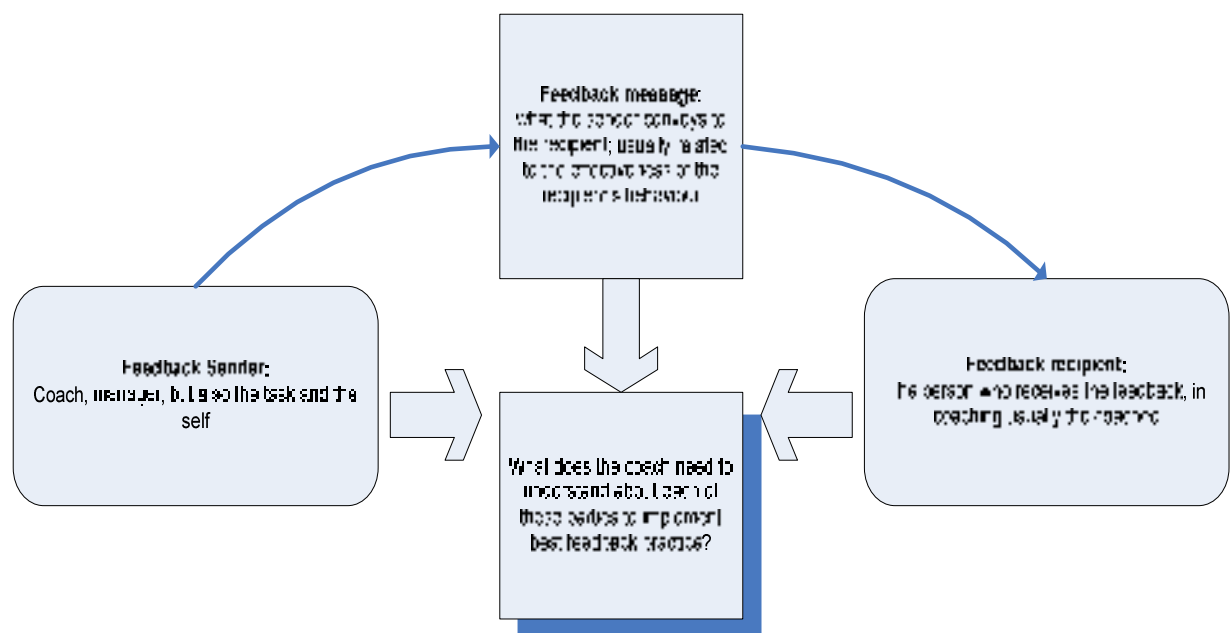 Feedback message:
what the sender conveys to
the recipient; usually related
to the effectiveness of the
recipient's behaviour
Feedback Sender:
Coach, manager, but also the task and the
self
Feedback recipient:
The person who receives the feedback, in
coaching usually the coachee
What does the coach need to
understand about each of
these parties to implement
best feedback practice?